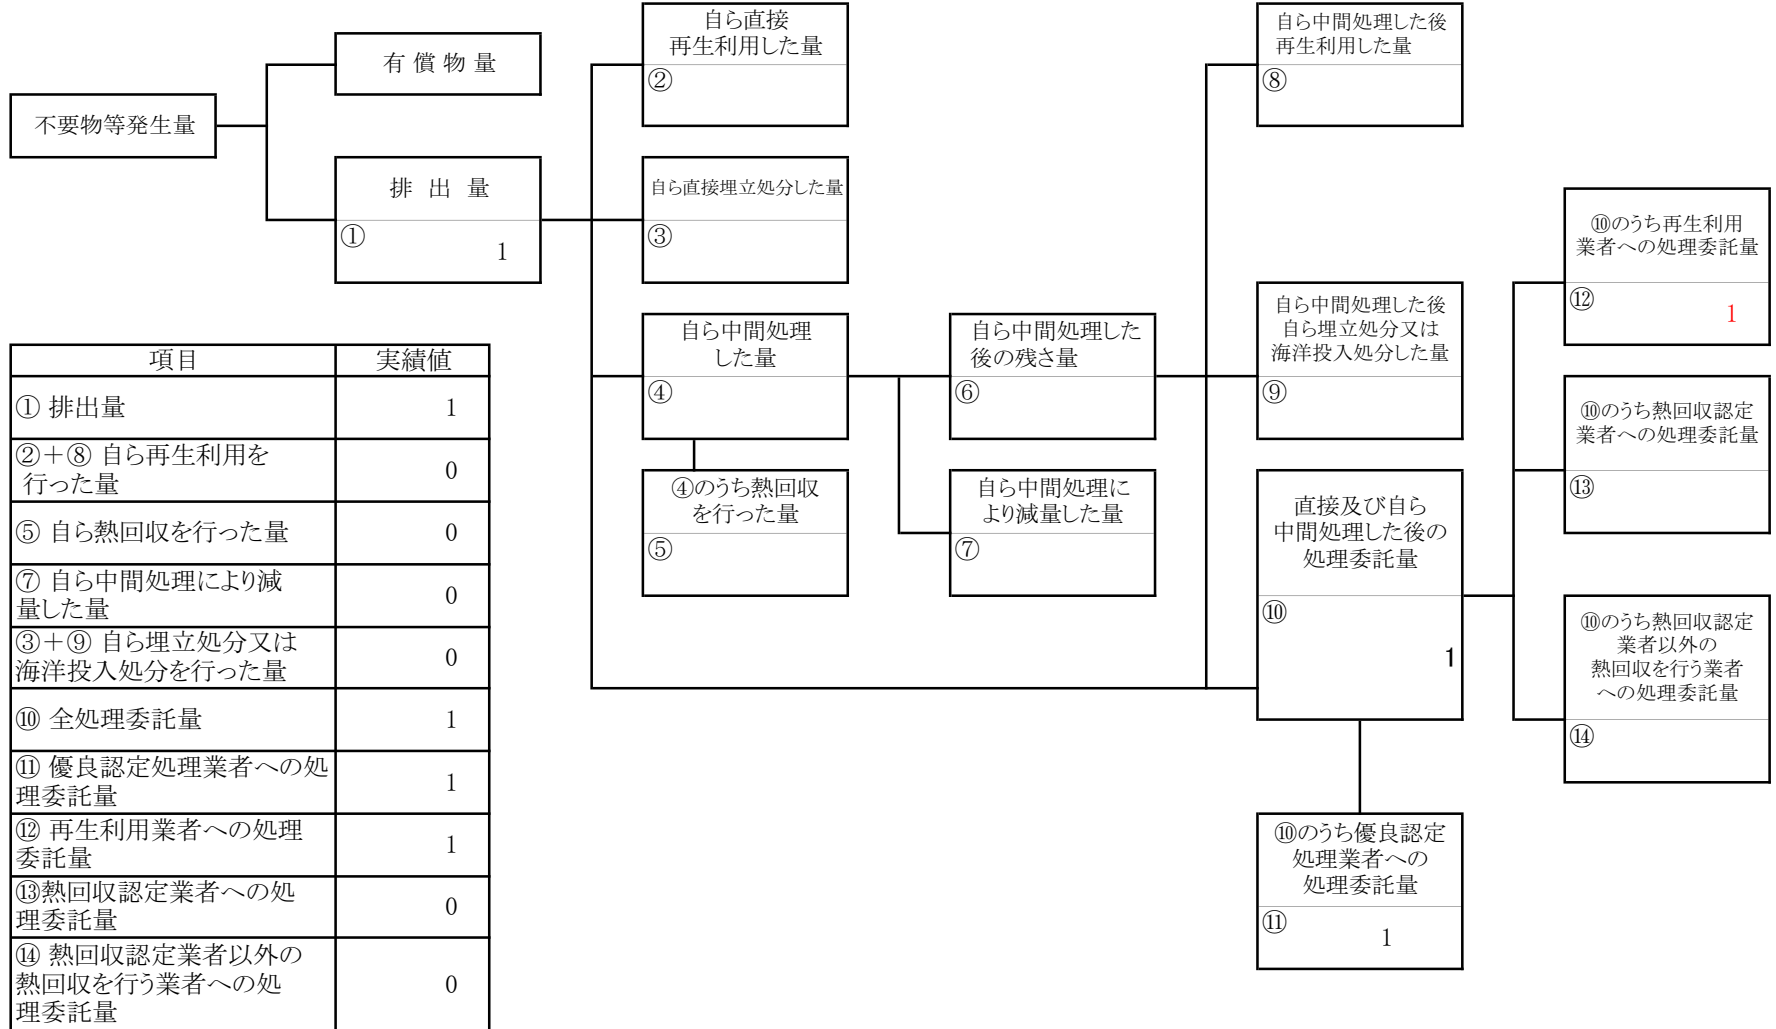 不要物等発生量
有 償 物 量
排 出 量
①
1
自ら直接
再生利用した量
②
自ら直接埋立処分した量
③
自ら中間処理
した量
④
④のうち熱回収
を行った量
⑤
自ら中間処理した
後の残さ量
⑥
自ら中間処理に
より減量した量
⑦
自ら中間処理した後
再生利用した量
⑧
自ら中間処理した後
自ら埋立処分又は
海洋投入処分した量
⑨
直接及び自ら
中間処理した後の
処理委託量
⑩
1
⑩のうち優良認定
処理業者への
処理委託量
⑪
1
⑩のうち再生利用
業者への処理委託量
⑫
1
⑩のうち熱回収認定
業者への処理委託量
⑬
⑩のうち熱回収認定
業者以外の
熱回収を行う業者
への処理委託量
⑭
項目 実績値
① 排出量 1
②＋⑧ 自ら再生利用を
行った量 0
⑤ 自ら熱回収を行った量 0
⑦ 自ら中間処理により減
量した量 0
③＋⑨ 自ら埋立処分又は
海洋投入処分を行った量 0
⑩ 全処理委託量 1
⑪ 優良認定処理業者への処
理委託量 1
⑫ 再生利用業者への処理
委託量 1
⑬熱回収認定業者への処
理委託量 0
⑭ 熱回収認定業者以外の
熱回収を行う業者への処
理委託量 0